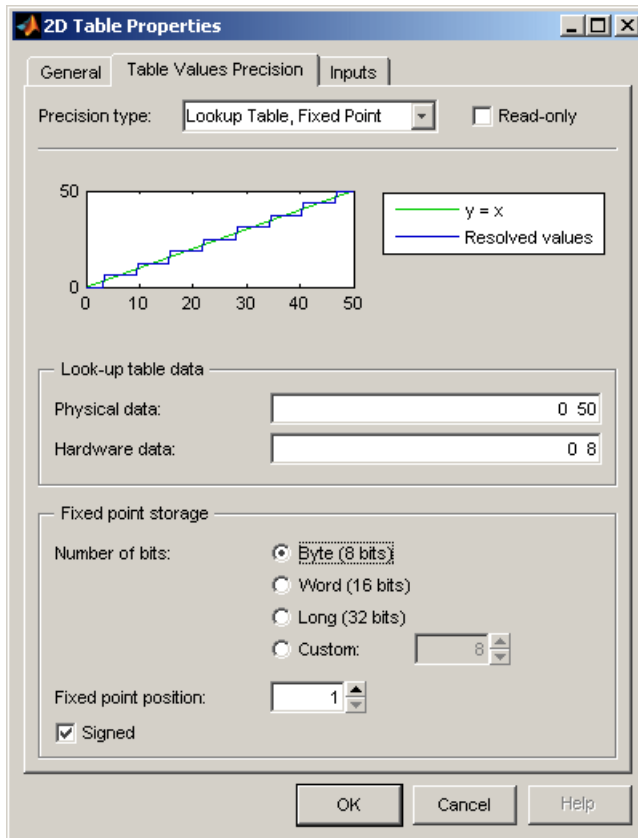 2D Table Properties
General Table Values Precision Inputs
Precision type: Lookup Table, Fixed Point Read-only
50
0
0 10 20 30 40 50
y = x
Resolved values
Look-up table data
Physical data: 0 50
Hardware data: 0 8
Fixed point storage
Number of bits: Byte (8 bits)
Word (16 bits)
Long (32 bits)
Custom: 8
Fixed point position: 1
Signed
OK Cancel Help